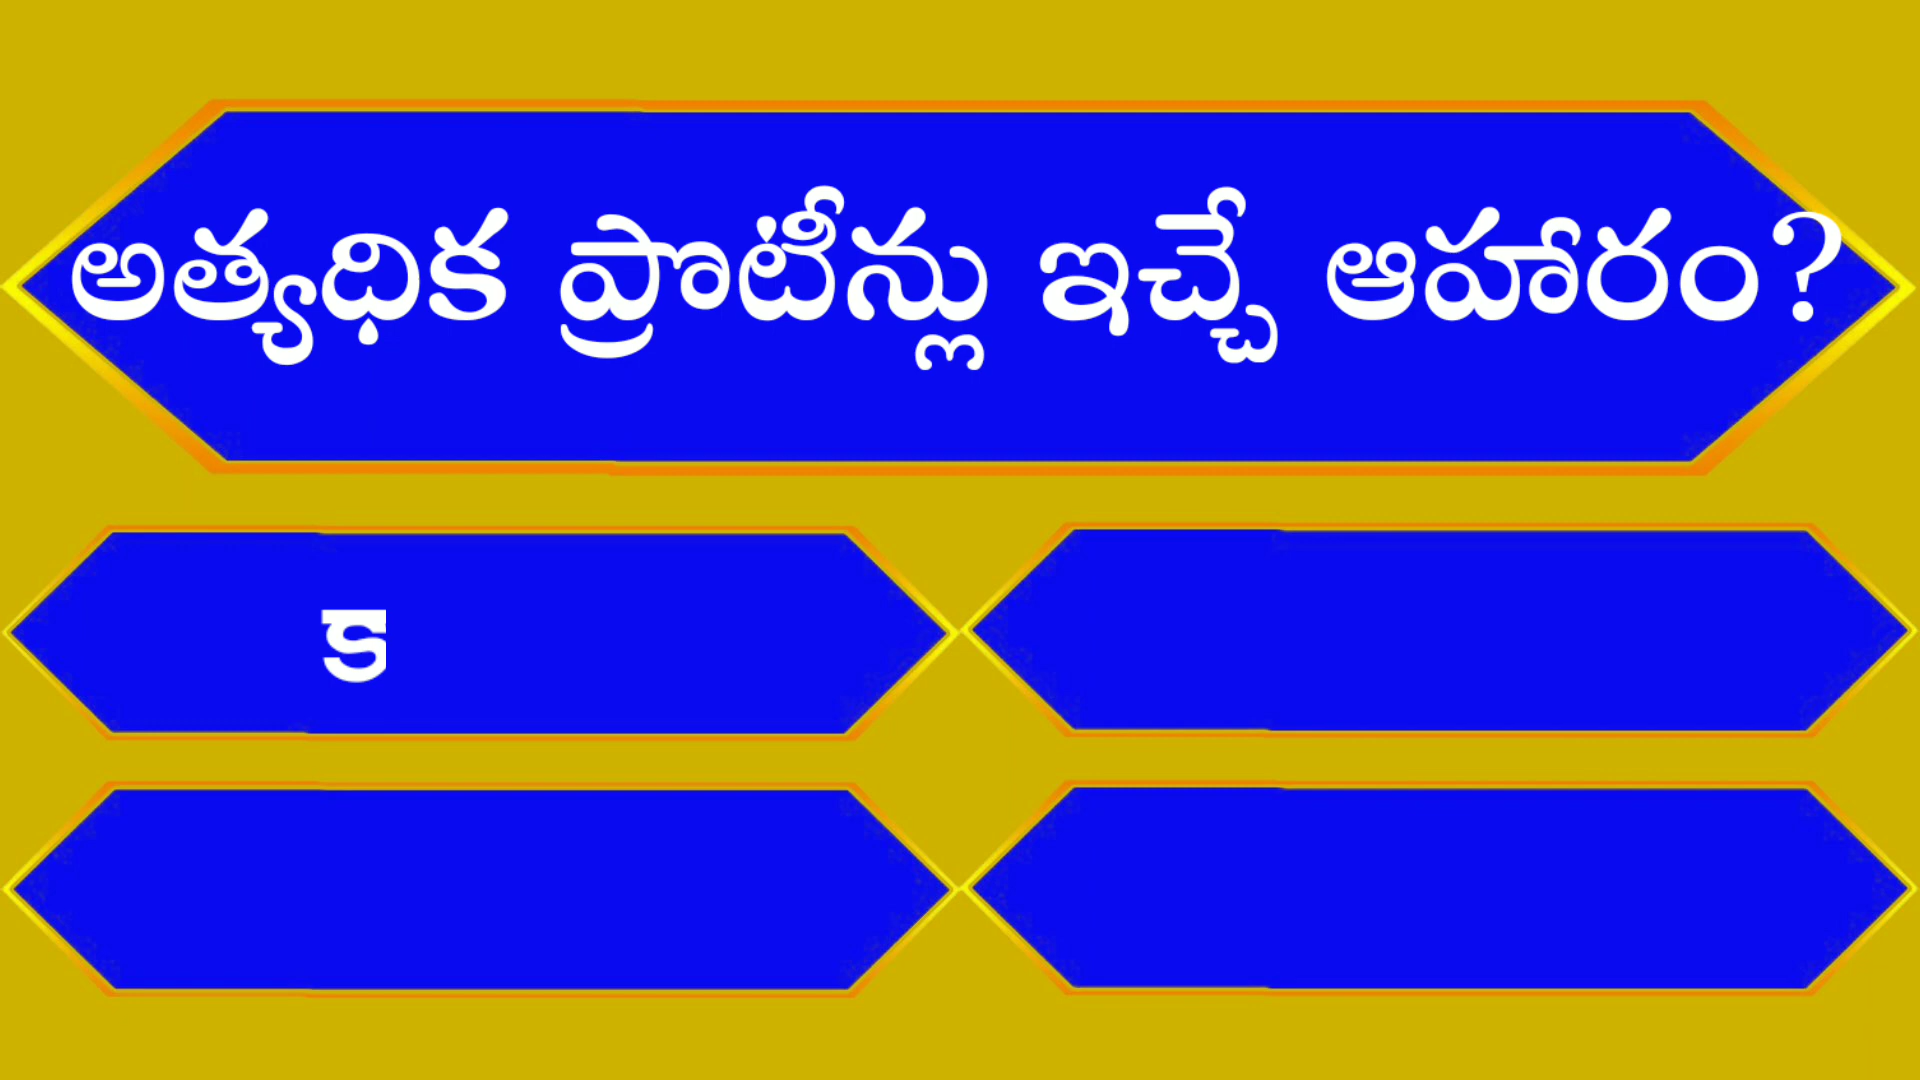 అత్యధిక ప్రొటీన్లు ఇచ్చే ఆహారం?